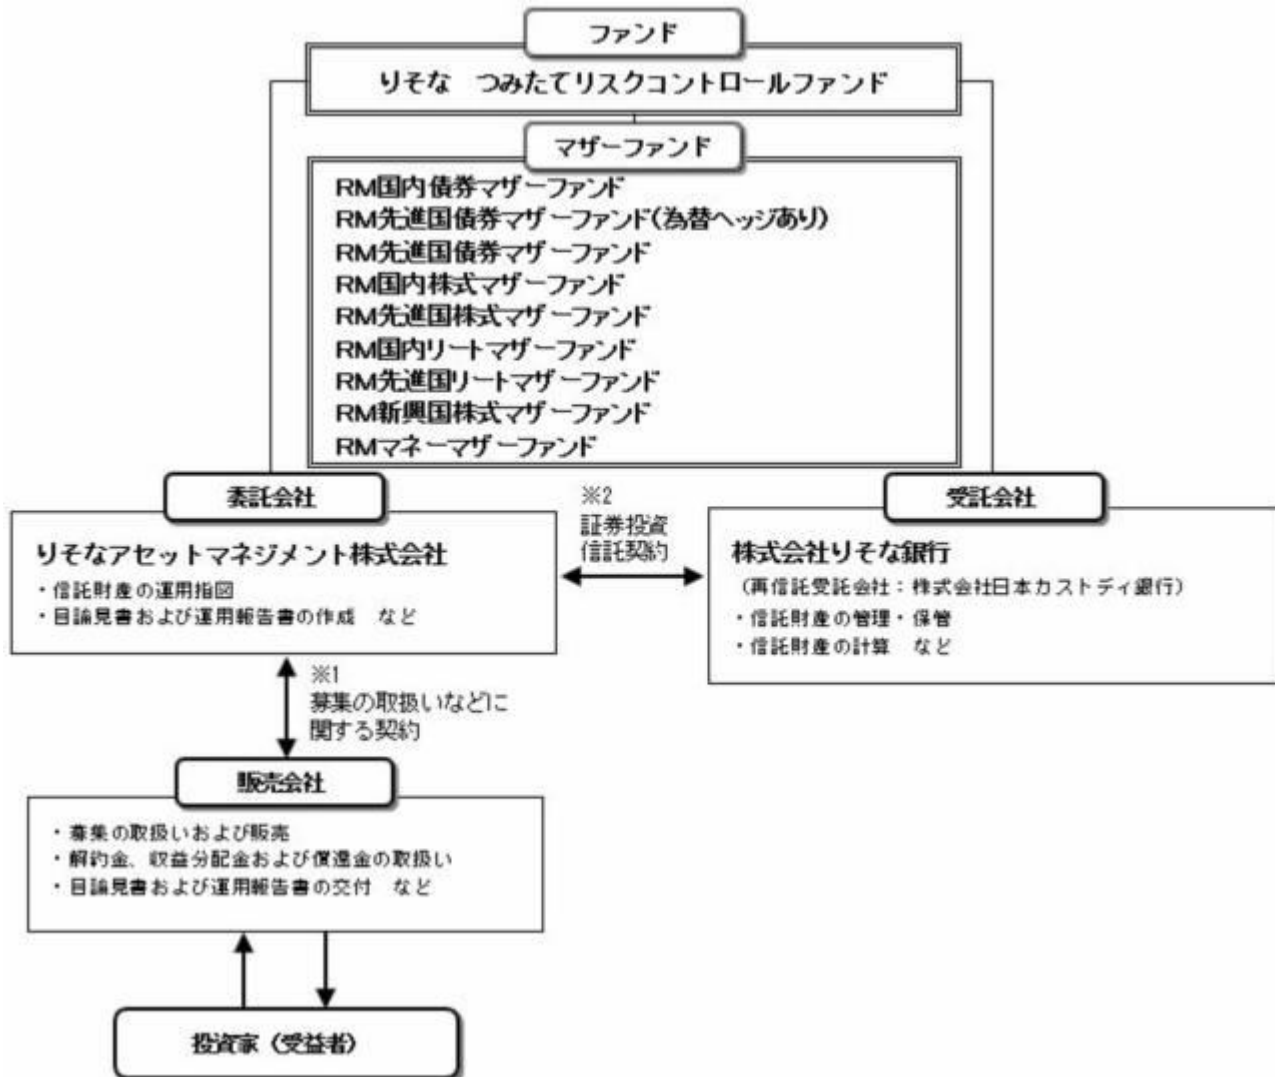 ファンド
りそな つみたてリスクコントロールファンド
マザーファンド
RM国内債券マザーファンド
RM先進国債券マザーファンド(為替ヘッジあり)
RM先進国債券マザーファンド
RM国内株式マザーファンド
RM先進国株式マザーファンド
RM国内リートマザーファンド
RM先進国リートマザーファンド
RM新興国株式マザーファンド
RMマネーマザーファンド
委託会社
りそなアセットマネジメント株式会社
・信託財産の運用指図
・目論見書および運用報告書の作成 など
※2
証券投資
信託契約
受託会社
株式会社りそな銀行
(再信託受託会社:株式会社日本カストディ銀行)
・信託財産の管理・保管
・信託財産の計算 など
※1
募集の取扱いなどに
関する契約
販売会社
・募集の取扱いおよび販売
・解約金、収益分配金および償還金の取扱い
・目論見書および運用報告書の交付 など
投資家(受益者)